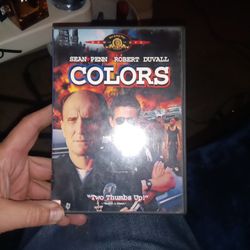 SEAN PENN ROBERT DUVALL
COLORS
"Two Thumbs Up!"